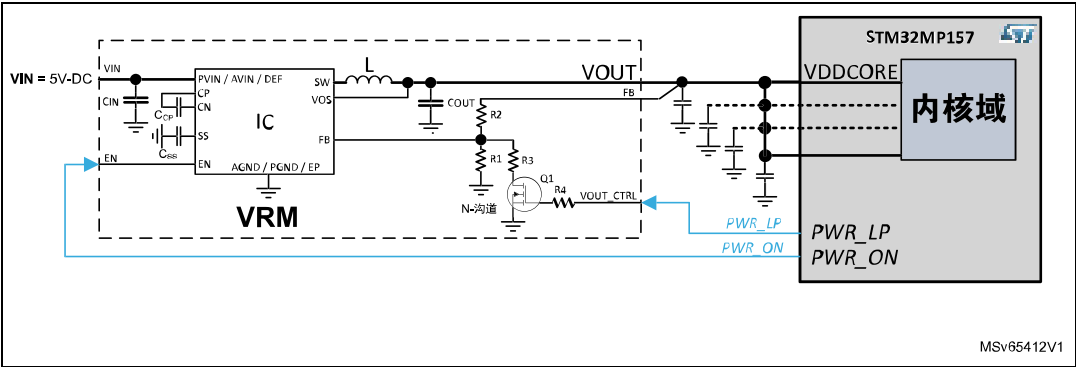 STM32MP157
VIN = 5V-DC
VIN
PVIN / AVIN / DEF
SW
L
VOUT
VDDCORE
CP
CN
CIN
CCP
VOS
COUT
FB
内核域
IC
R2
SS
CSS
FB
EN
EN
AGND / PGND / EP
R1
R3
Q1
R4
VOUT_CTRL
N-沟道
VRM
PWR_LP
PWR_LP
PWR_ON
PWR_ON
MSv65412V1